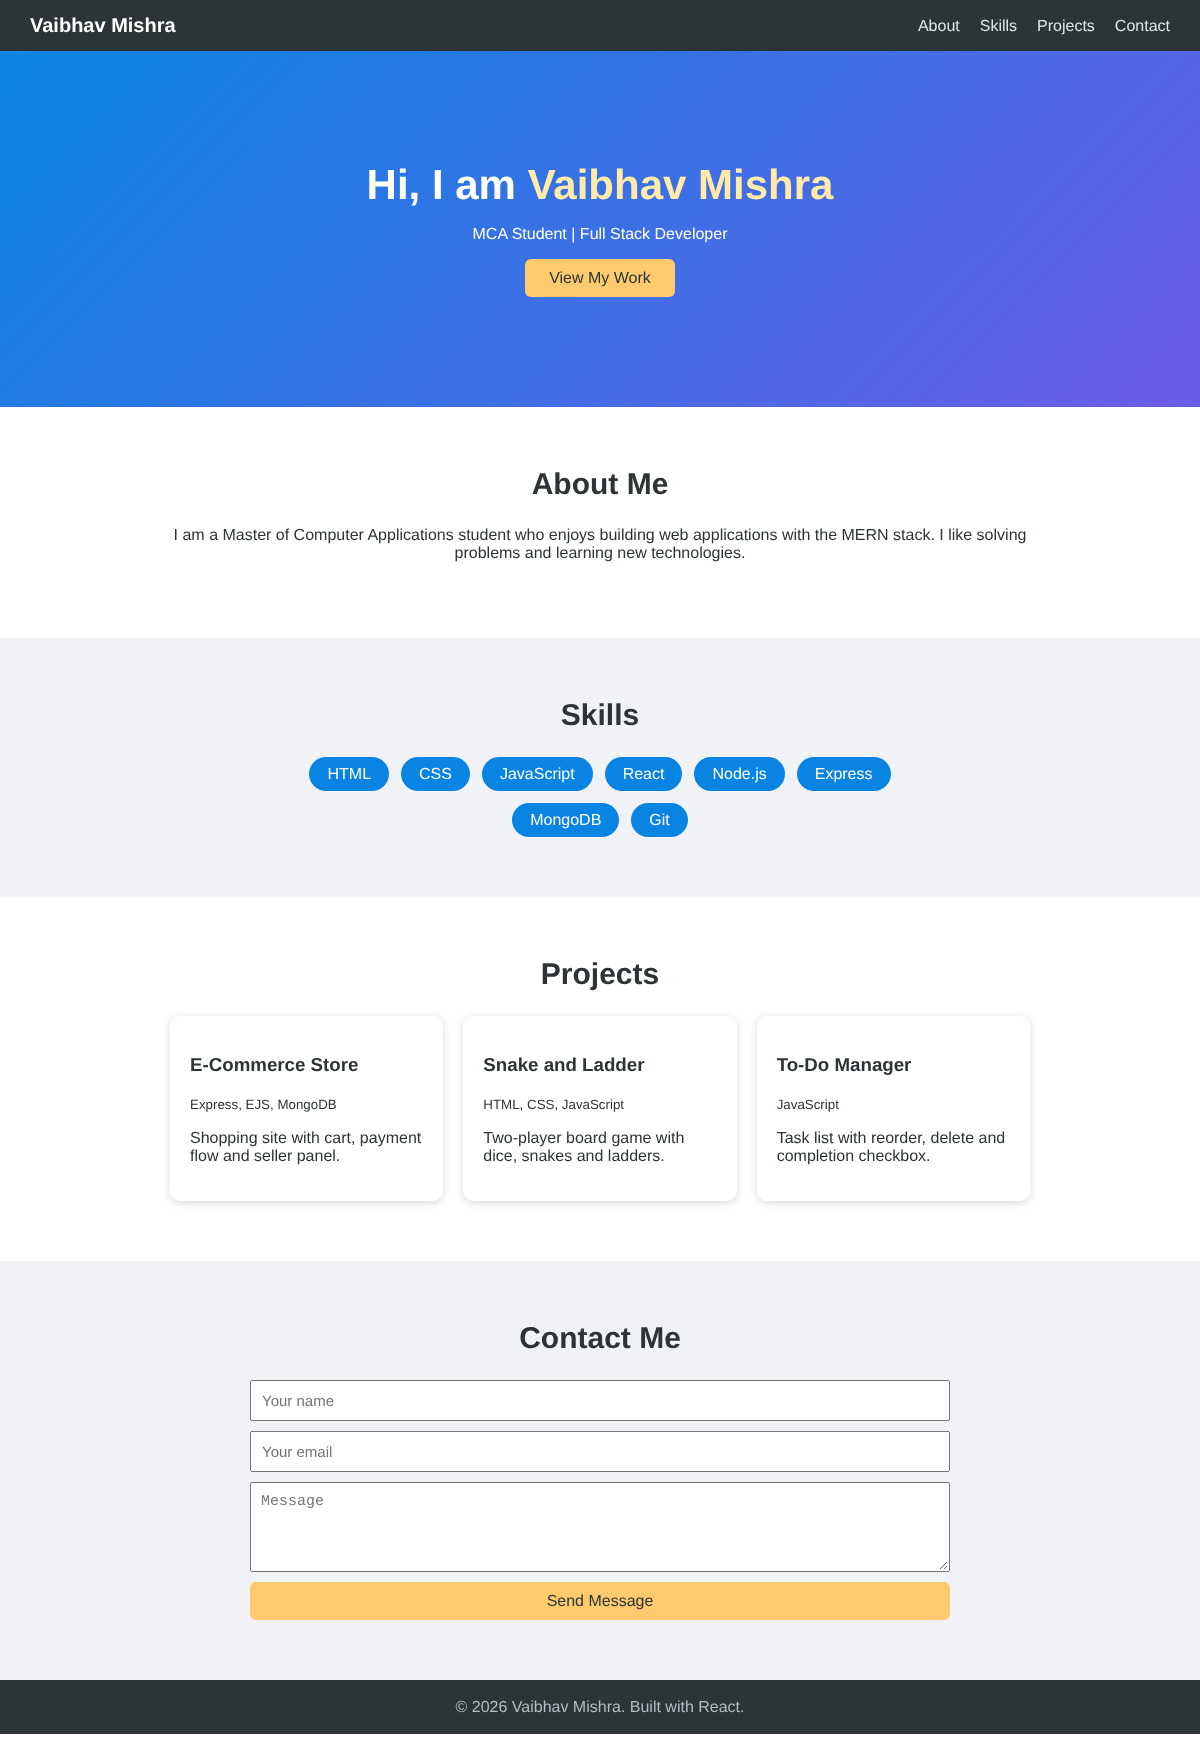 Vaibhav Mishra
About Skills Projects Contact
Hi, I am Vaibhav Mishra
MCA Student | Full Stack Developer
View My Work
About Me
I am a Master of Computer Applications student who enjoys building web applications with the MERN stack. I like solving
problems and learning new technologies.
Skills
HTML CSS JavaScript React Node.js Express
MongoDB Git
Projects
E-Commerce Store
Express, EJS, MongoDB
Shopping site with cart, payment
flow and seller panel.
Snake and Ladder
HTML, CSS, JavaScript
Two-player board game with
dice, snakes and ladders.
To-Do Manager
JavaScript
Task list with reorder, delete and
completion checkbox.
Contact Me
Your name
Your email
Message
Send Message
© 2026 Vaibhav Mishra. Built with React.